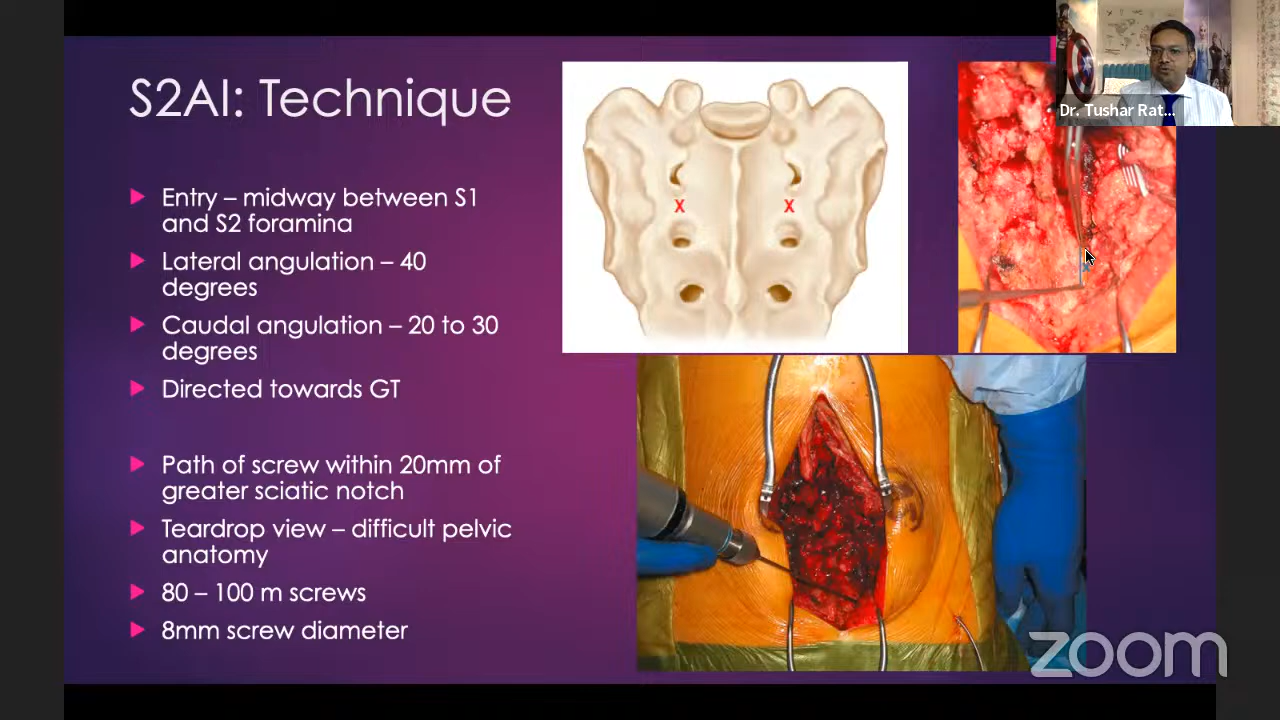 S2AI: Technique
Entry – midway between S1
and S2 foramina
Lateral angulation – 40
degrees
Caudal angulation – 20 to 30
degrees
Directed towards GT
Path of screw within 20mm of
greater sciatic notch
Teardrop view – difficult pelvic
anatomy
80 – 100 m screws
8mm screw diameter
X X
Dr. Tushar Rat...
x
zoom